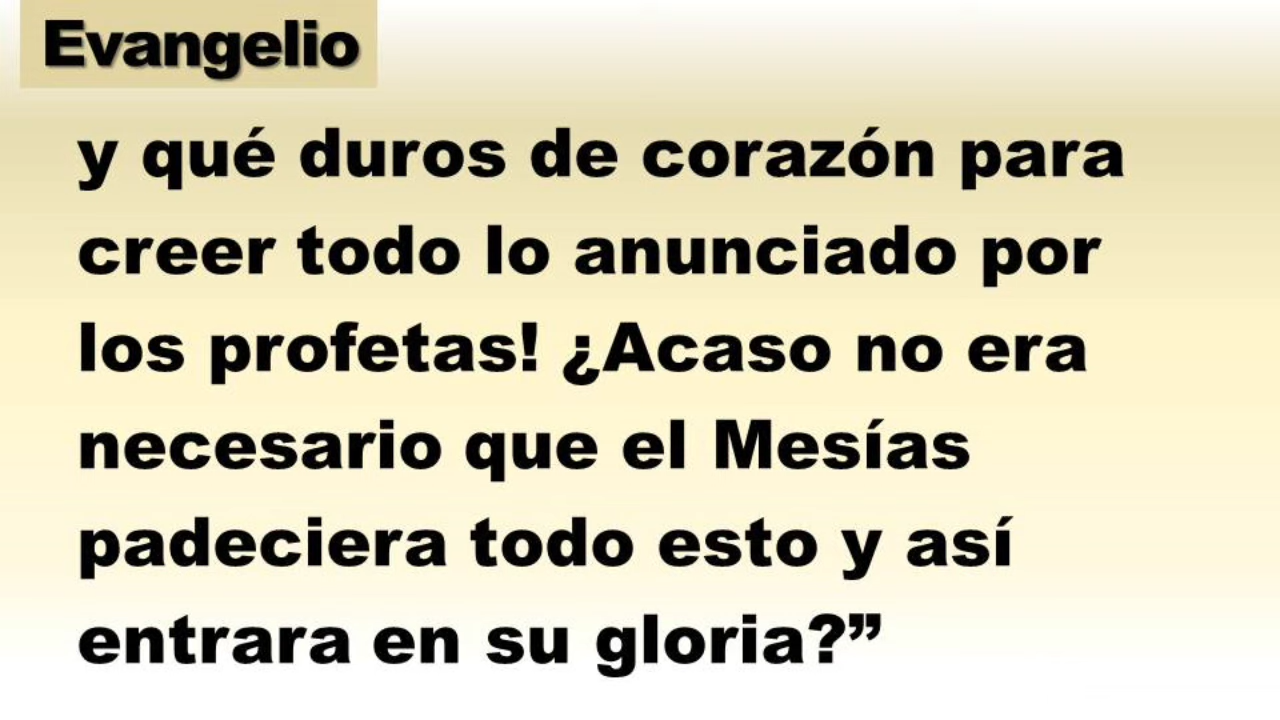 Evangelio
y qué duros de corazón para
creer todo lo anunciado por
los profetas! ¿Acaso no era
necesario que el Mesías
padeciera todo esto y así
entrara en su gloria?”